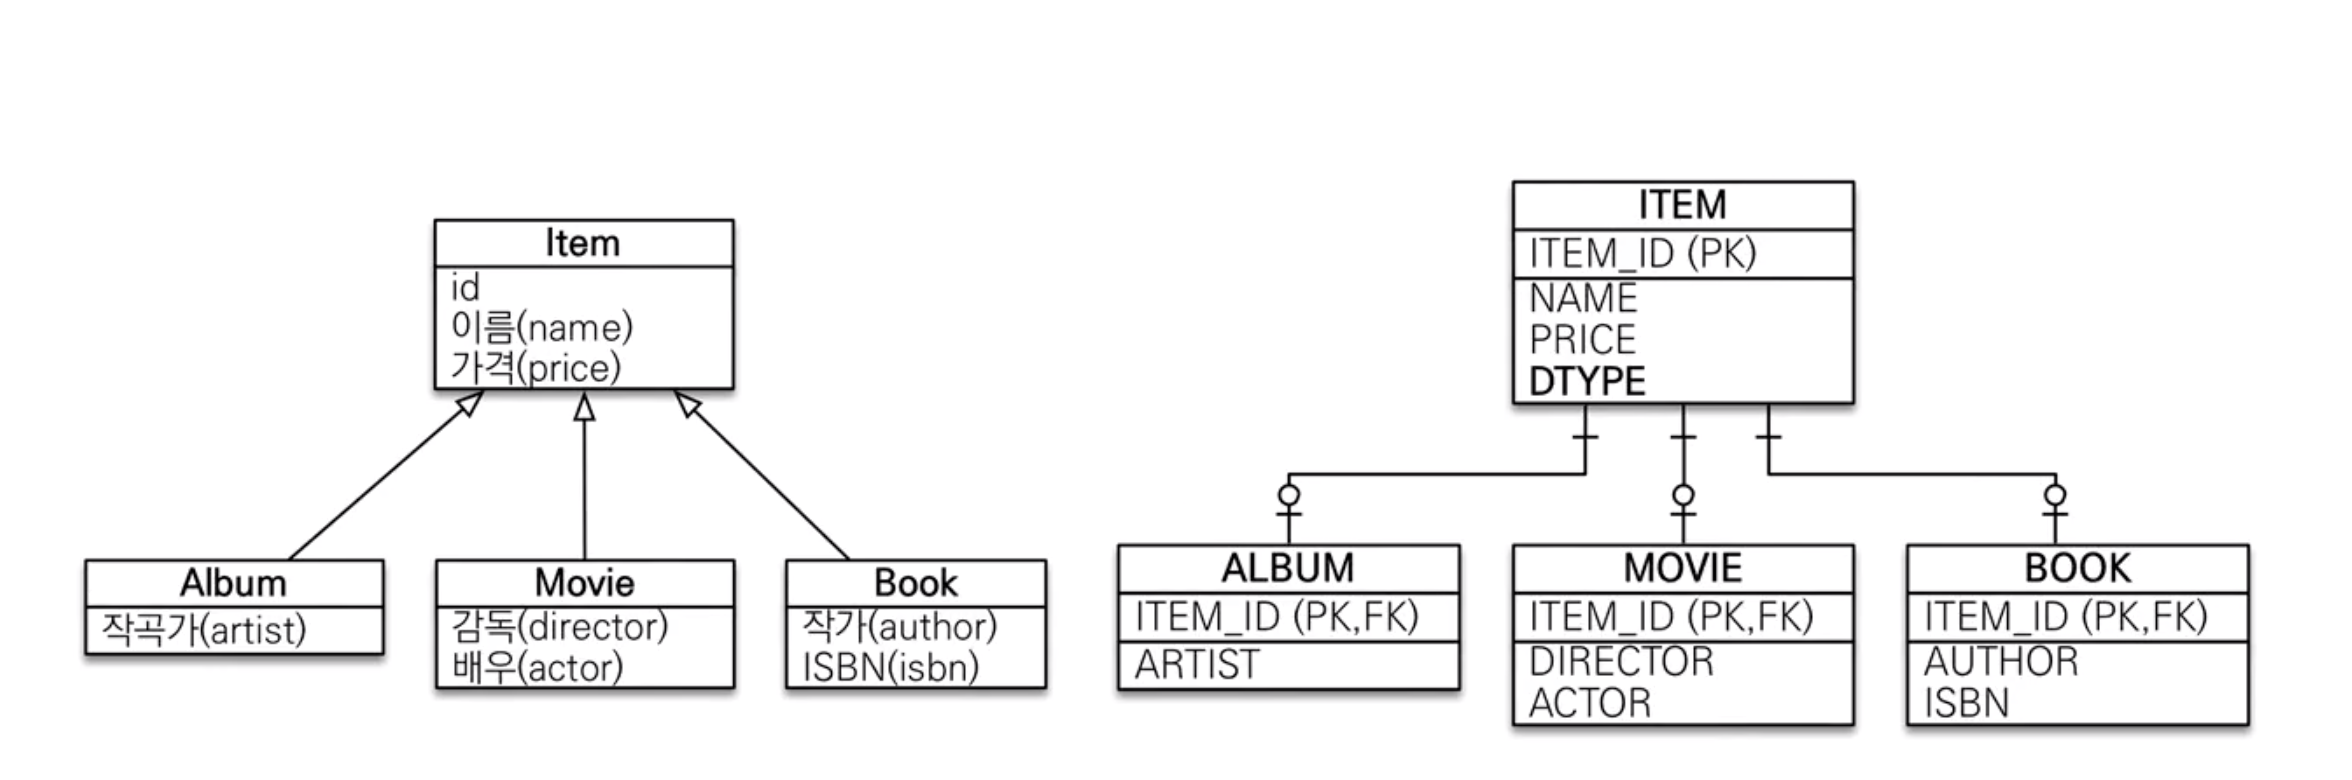 Item
id
이름(name)
가격(price)
Album
작곡가(artist)
Movie
감독(director)
배우(actor)
Book
작가(author)
ISBN(isbn)
ITEM
ITEM_ID (PK)
NAME
PRICE
DTYPE
ALBUM
ITEM_ID (PK,FK)
ARTIST
MOVIE
ITEM_ID (PK,FK)
DIRECTOR
ACTOR
BOOK
ITEM_ID (PK,FK)
AUTHOR
ISBN